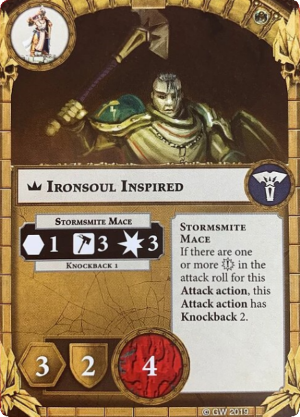 IRONSOUL INSPIRED
STORMSMITE MACE
1 3 3
KNOCKBACK 1
STORMSMITE
MACE
If there are one
or more in the
attack roll for this
Attack action, this
Attack action has
Knockback 2.
3 2 4
© GW 2019